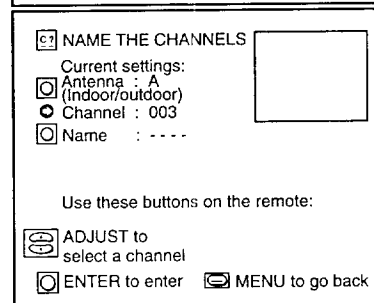 C? NAME THE CHANNELS
Current settings:
Antenna : A
(Indoor/outdoor)
Channel : 003
Name : - - - -
Use these buttons on the remote:
ADJUST to
select a channel
ENTER to enter MENU to go back